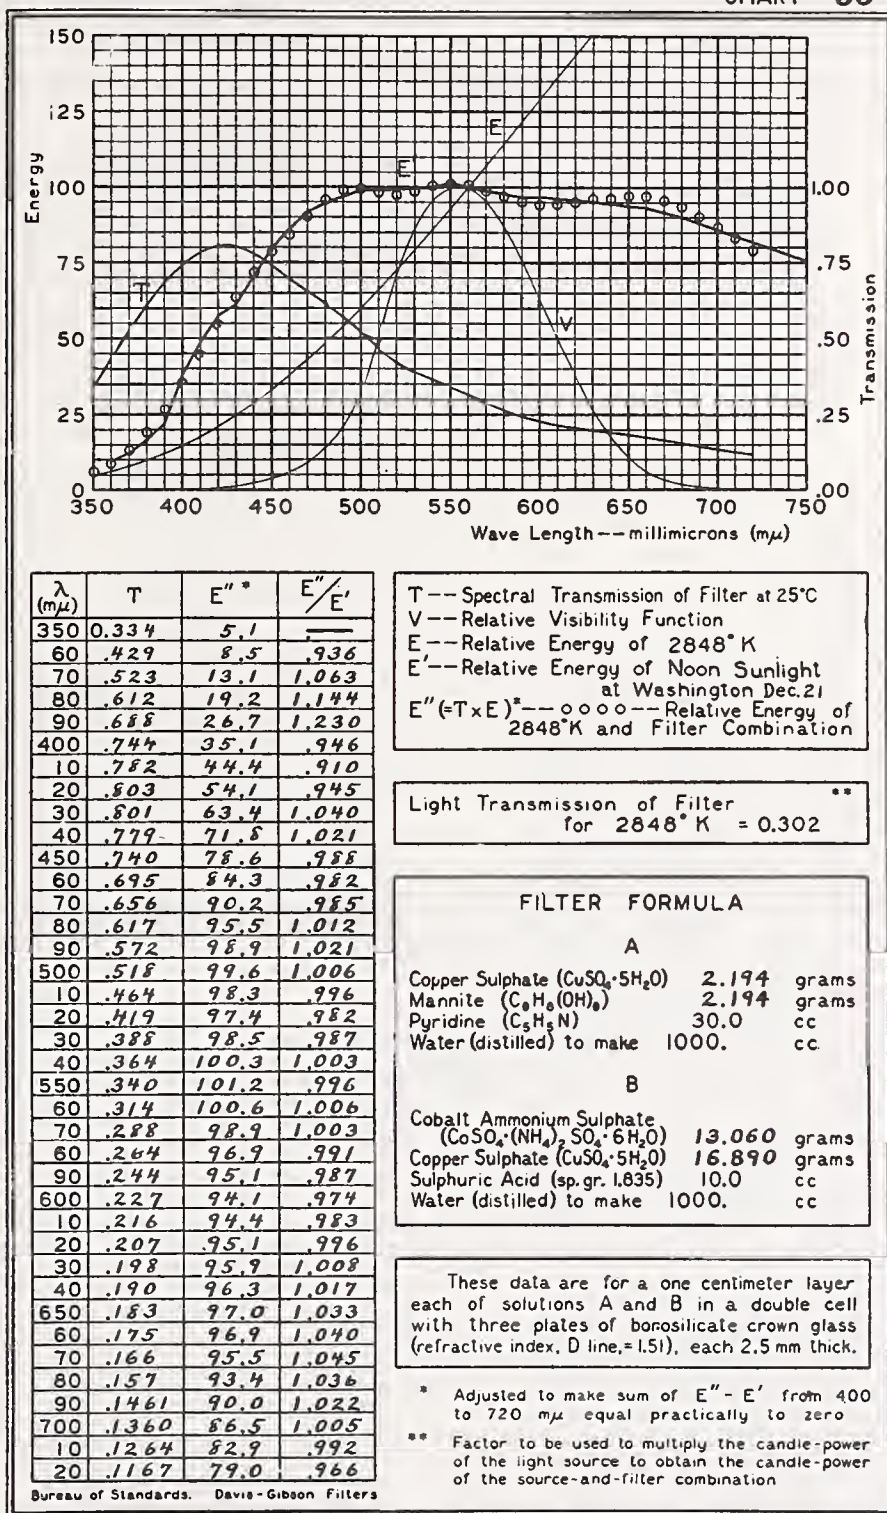 150
125
100
75
50
25
0
Energy
T
E'
E
V
1.00
.75
.50
.25
.00
Transmission
350 400 450 500 550 600 650 700 750
Wave Length--millimicrons (mμ)
λ (mμ) T E" * E"/E'
350 0.334 5.1 —
60 .429 8.5 .936
70 .523 13.1 1.063
80 .612 19.2 1.144
90 .688 26.7 1.230
400 .744 35.1 .946
10 .782 44.4 .910
20 .803 54.1 .945
30 .801 63.4 1.040
40 .779 71.8 1.021
450 .740 78.6 .988
60 .695 84.3 .982
70 .656 90.2 .985
80 .617 95.5 1.012
90 .572 98.9 1.021
500 .518 99.6 1.006
10 .464 98.3 .996
20 .419 97.4 .982
30 .388 98.5 .987
40 .364 100.3 1.003
550 .340 101.2 .996
60 .314 100.6 1.006
70 .288 98.9 1.003
60 .264 96.9 .991
90 .244 95.1 .987
600 .227 94.1 .974
10 .216 94.4 .983
20 .207 95.1 .996
30 .198 95.9 1.008
40 .190 96.3 1.017
650 .183 97.0 1.033
60 .175 96.9 1.040
70 .166 95.5 1.045
80 .157 93.4 1.036
90 .1461 90.0 1.022
700 .1360 86.5 1.005
10 .1264 82.9 .992
20 .1167 79.0 .966
Bureau of Standards. Davis-Gibson Filters
T--Spectral Transmission of Filter at 25°C
V--Relative Visibility Function
E--Relative Energy of 2848°K
E'--Relative Energy of Noon Sunlight
at Washington Dec. 21
E"(=T x E)*--oooo--Relative Energy of
2848°K and Filter Combination
Light Transmission of Filter **
for 2848°K = 0.302
FILTER FORMULA
A
Copper Sulphate (CuSO₄·5H₂O) 2.194 grams
Mannite (C₆H₈(OH)₆) 2.194 grams
Pyridine (C₅H₅N) 30.0 cc
Water (distilled) to make 1000. cc.
B
Cobalt Ammonium Sulphate
(CoSO₄·(NH₄)₂SO₄·6H₂O) 13.060 grams
Copper Sulphate (CuSO₄·5H₂O) 16.890 grams
Sulphuric Acid (sp.gr. 1.835) 10.0 cc
Water (distilled) to make 1000. cc
These data are for a one centimeter layer
each of solutions A and B in a double cell
with three plates of borosilicate crown glass
(refractive index, D line,=1.51), each 2.5 mm thick.
* Adjusted to make sum of E"-E' from 400
to 720 mμ equal practically to zero
** Factor to be used to multiply the candle-power
of the light source to obtain the candle-power
of the source-and-filter combination